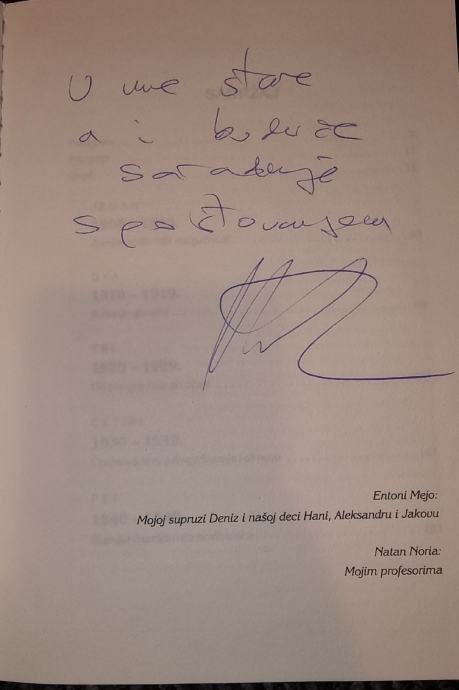 U ime stare
a i buduće
saradnje
s poštovanjem
Entoni Mejo:
Mojoj supruzi Deniz i našoj deci Hani, Aleksandru i Jakovu
Natan Noria:
Mojim profesorima